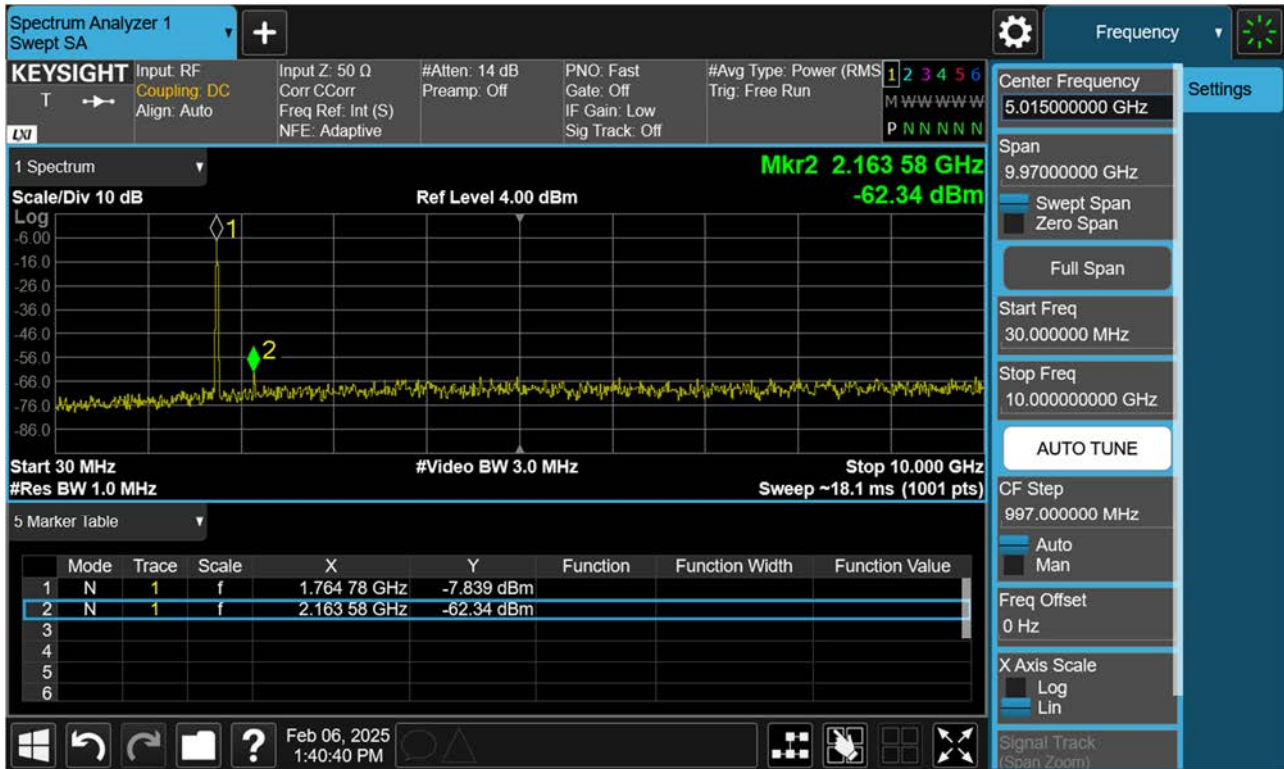 Spectrum Analyzer 1
Swept SA
+
Frequency
KEYSIGHT
T
LXI
Input: RF
Coupling: DC
Align: Auto
Input Z: 50 Ω
Corr CCorr
Freq Ref: Int (S)
NFE: Adaptive
#Atten: 14 dB
Preamp: Off
PNO: Fast
Gate: Off
IF Gain: Low
Sig Track: Off
#Avg Type: Power (RMS
Trig: Free Run
1 2 3 4 5 6
M W W W W W
P N N N N N
1 Spectrum
Mkr2 2.163 58 GHz
Scale/Div 10 dB
Ref Level 4.00 dBm
-62.34 dBm
Log
-6.00
-16.0
-26.0
-36.0
-46.0
-56.0
-66.0
-76.0
-86.0
1
2
Start 30 MHz
#Video BW 3.0 MHz
Stop 10.000 GHz
#Res BW 1.0 MHz
Sweep ~18.1 ms (1001 pts)
5 Marker Table
Mode Trace Scale X Y Function Function Width Function Value
1 N 1 f 1.764 78 GHz -7.839 dBm
2 N 1 f 2.163 58 GHz -62.34 dBm
3
4
5
6
?
Feb 06, 2025
1:40:40 PM
Center Frequency
5.015000000 GHz
Settings
Span
9.97000000 GHz
Swept Span
Zero Span
Full Span
Start Freq
30.000000 MHz
Stop Freq
10.000000000 GHz
AUTO TUNE
CF Step
997.000000 MHz
Auto
Man
Freq Offset
0 Hz
X Axis Scale
Log
Lin
Signal Track
(Span Zoom)